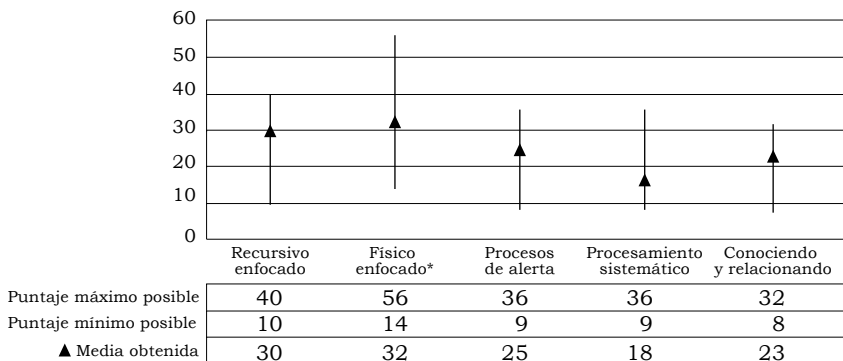 60
50
40
30
20
10
0
Recursivo enfocado
Físico enfocado*
Procesos de alerta
Procesamiento sistemático
Conociendo y relacionando
Puntaje máximo posible 40 56 36 36 32
Puntaje mínimo posible 10 14 9 9 8
▲ Media obtenida 30 32 25 18 23